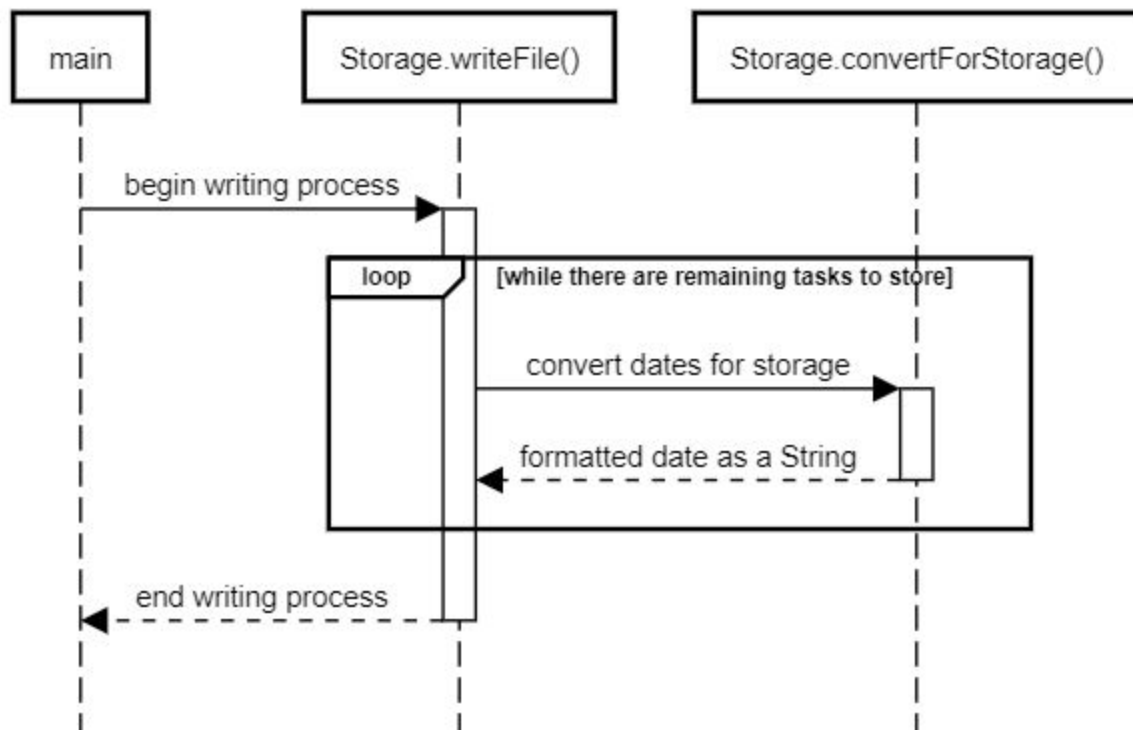 main
Storage.writeFile()
Storage.convertForStorage()
begin writing process
loop
[while there are remaining tasks to store]
convert dates for storage
formatted date as a String
end writing process